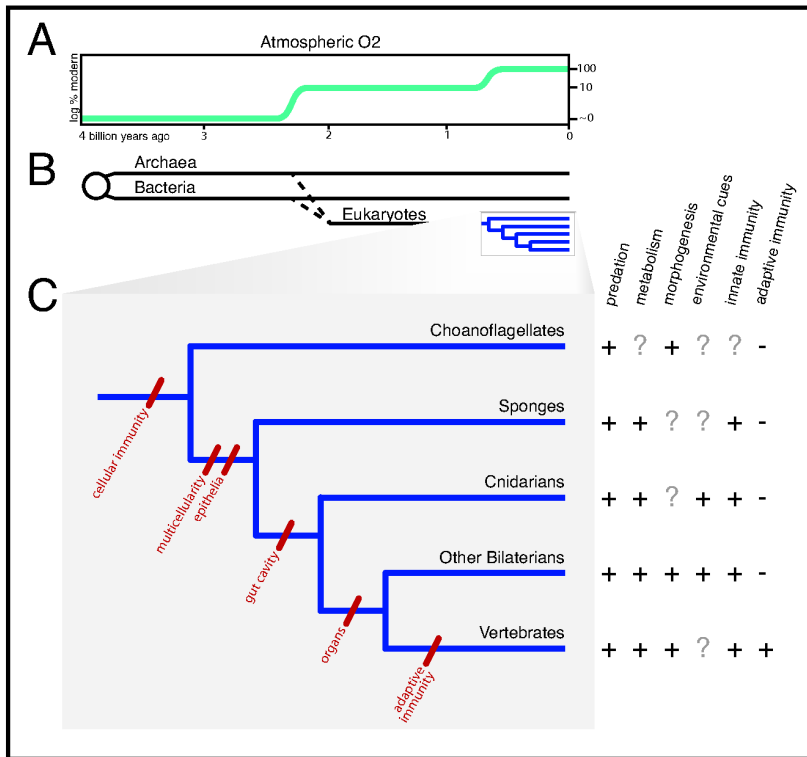 A
Atmospheric O2
log % modern
100
10
~0
4 billion years ago
3
2
1
0
B
Archaea
Bacteria
Eukaryotes
predation
metabolism
morphogenesis
environmental cues
innate immunity
adaptive immunity
C
Choanoflagellates
+ ? + ? ? -
cellular immunity
Sponges
+ + ? ? + -
multicellularity
epithelia
Cnidarians
+ + ? + + -
gut cavity
Other Bilaterians
+ + + + + -
organs
Vertebrates
+ + + ? + +
adaptive
immunity